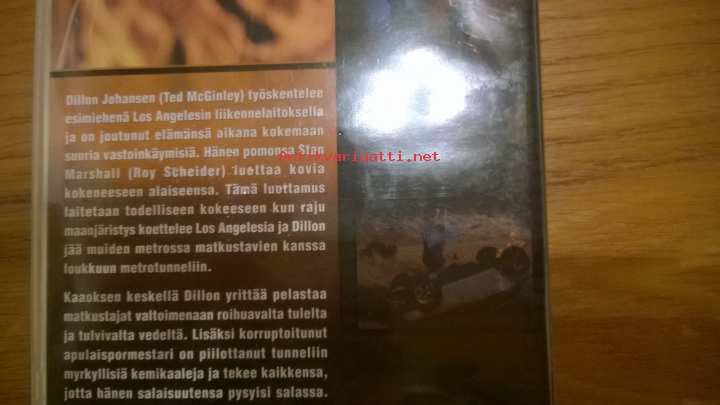 Dillon Johansen (Ted McGinley) työskentelee
esimiehenä Los Angelesin liikennelaitoksella
ja on joutunut elämänsä aikana kokemaan
suuria vastoinkäymisiä. Hänen pomonsa Stan
Marshall (Roy Scheider) luottaa kovia
kokeneeseen alaiseensa. Tämä luottamus
laitetaan todelliseen kokeeseen kun raju
maanjäristys koettelee Los Angelesia ja Dillon
jää muiden metrossa matkustavien kanssa
loukkuun metrotunneliin.
Kaaoksen keskellä Dillon yrittää pelastaa
matkustajat valtoimenaan roihuavalta tulelta
ja tulvivalta vedeltä. Lisäksi korruptoitunut
apulaispormestari on piilottanut tunneliin
myrkyllisiä kemikaaleja ja tekee kaikkensa,
jotta hänen salaisuutensa pysyisi salassa.
antikvariaatti.net